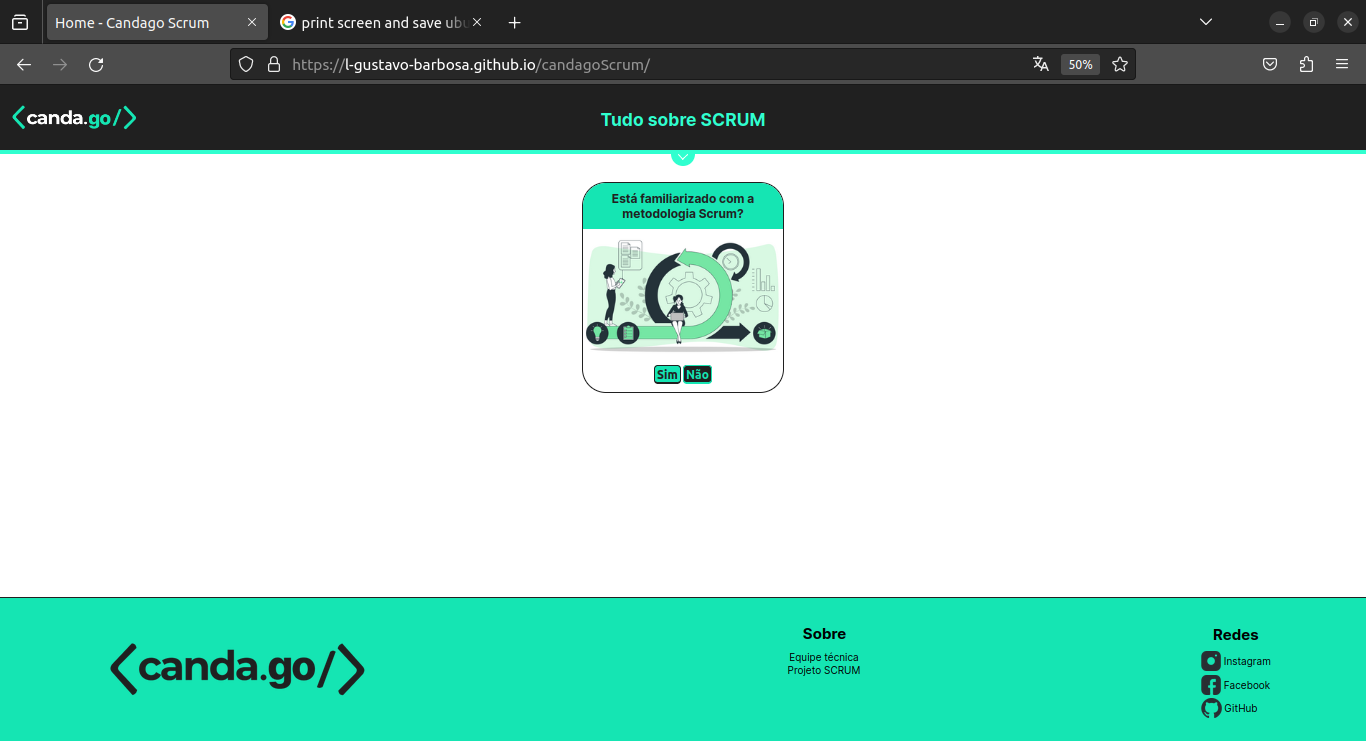 Home - Candago Scrum
print screen and save ubu
https://l-gustavo-barbosa.github.io/candagoScrum/
50%
<canda.go/>
Tudo sobre SCRUM
Está familiarizado com a
metodologia Scrum?
Sim Não
<canda.go/>
Sobre
Equipe técnica
Projeto SCRUM
Redes
Instagram
Facebook
GitHub